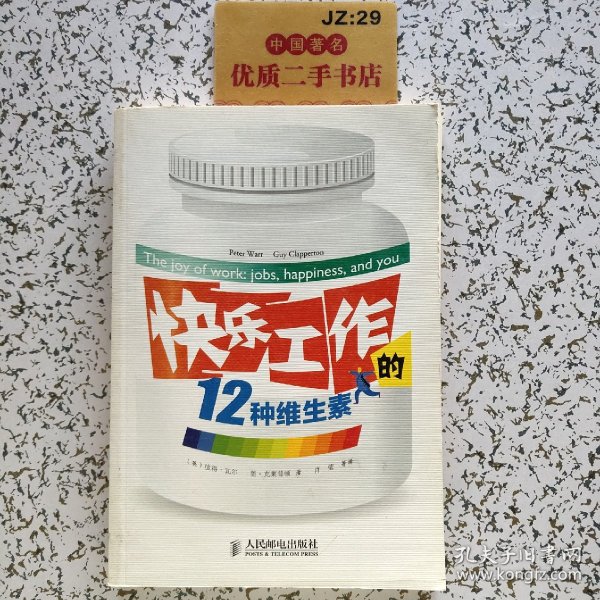 JZ:29
中国著名
优质二手书店
Peter Warr Guy Clapperton
The joy of work: jobs, happiness, and you
快乐工作的
12种维生素
人民邮电出版社
POSTS & TELECOM PRESS
孔夫子旧书网
www.kongfz.com